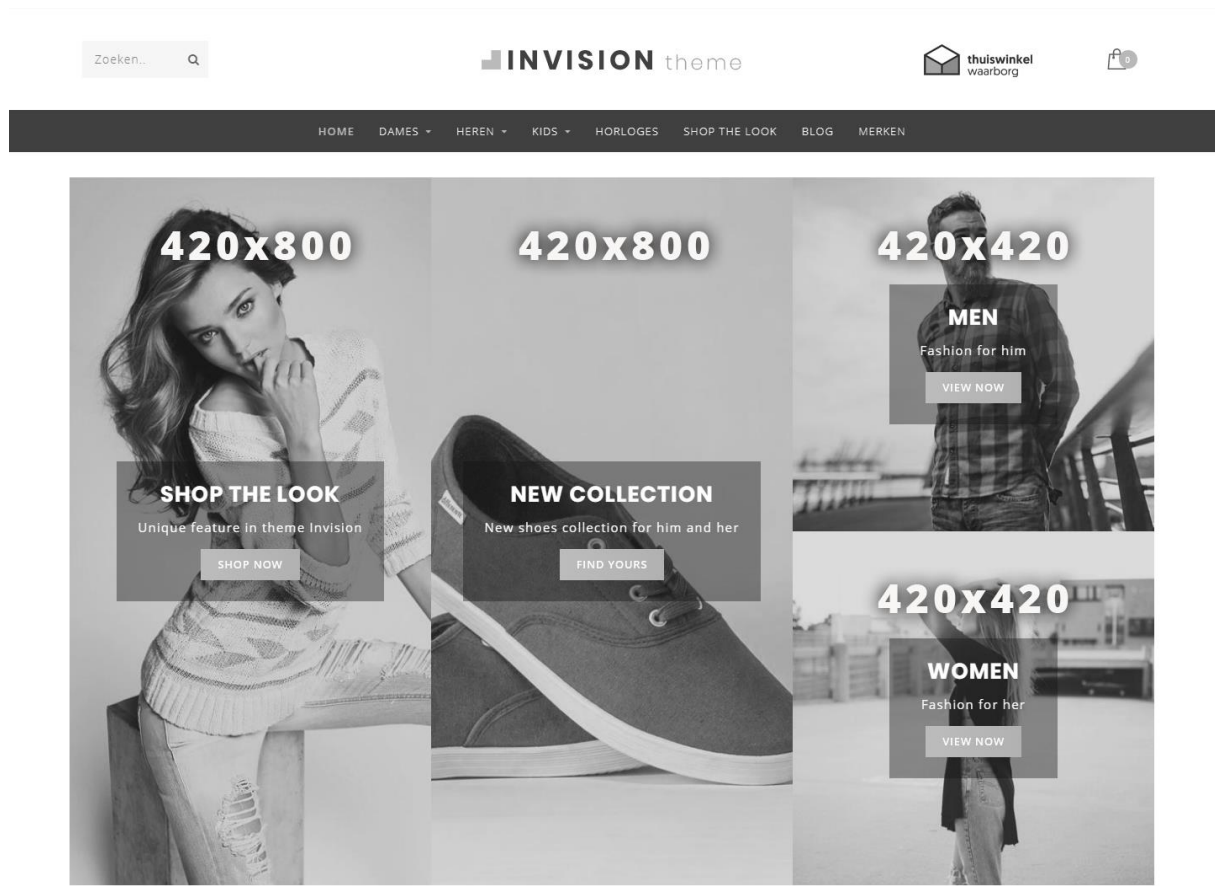 Zoeken..
INVISION theme
thuiswinkel
waarborg
0
HOME DAMES HEREN KIDS HORLOGES SHOP THE LOOK BLOG MERKEN
420x800
SHOP THE LOOK
Unique feature in theme Invision
SHOP NOW
420x800
NEW COLLECTION
New shoes collection for him and her
FIND YOURS
420x420
MEN
Fashion for him
VIEW NOW
420x420
WOMEN
Fashion for her
VIEW NOW